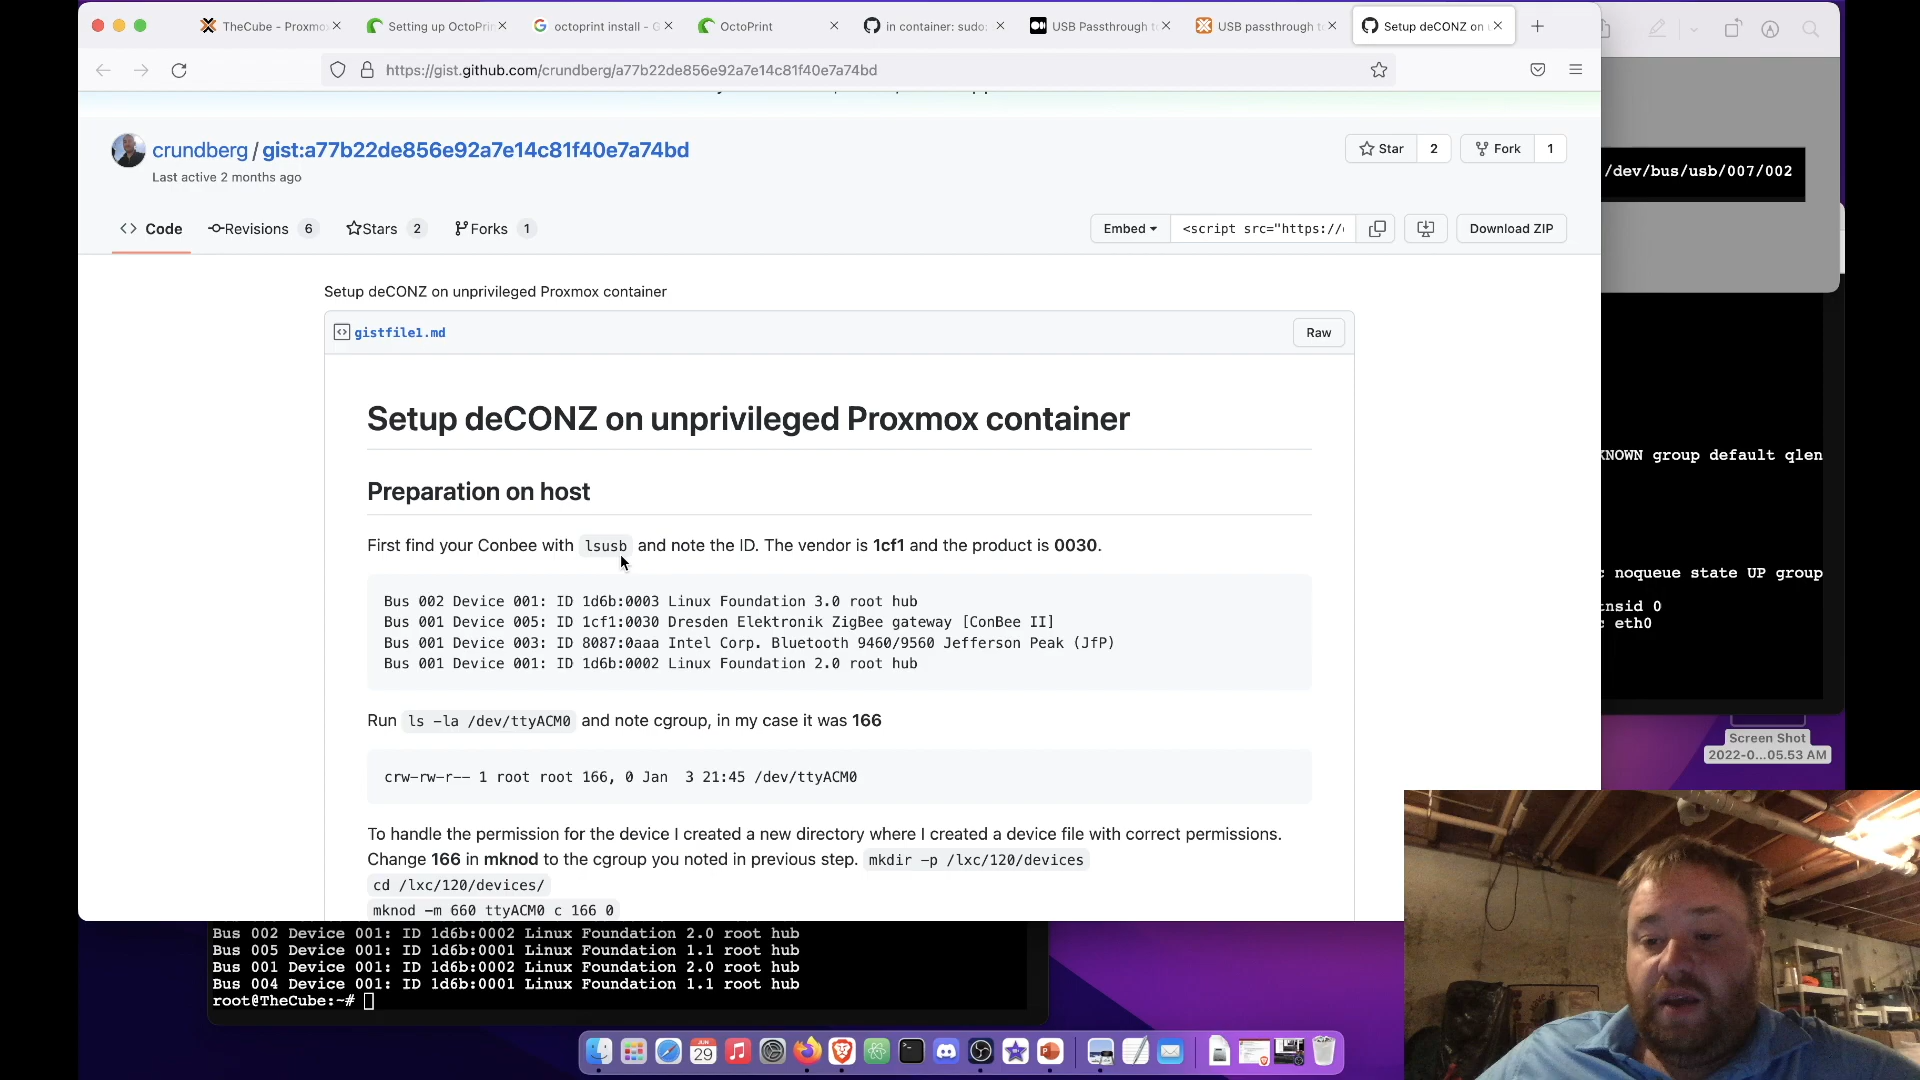 TheCube - Proxmo
Setting up OctoPri
octoprint install - G
OctoPrint
in container: sudo:
USB Passthrough t
USB passthrough t
Setup deCONZ on
https://gist.github.com/crundberg/a77b22de856e92a7e14c81f40e7a74bd
crundberg / gist:a77b22de856e92a7e14c81f40e7a74bd
Last active 2 months ago
Star 2
Fork 1
<> Code
Revisions 6
Stars 2
Forks 1
Embed
<script src="https://
Download ZIP
Setup deCONZ on unprivileged Proxmox container
gistfile1.md
Raw
Setup deCONZ on unprivileged Proxmox container
Preparation on host
First find your Conbee with lsusb and note the ID. The vendor is 1cf1 and the product is 0030.
Bus 002 Device 001: ID 1d6b:0003 Linux Foundation 3.0 root hub
Bus 001 Device 005: ID 1cf1:0030 Dresden Elektronik ZigBee gateway [ConBee II]
Bus 001 Device 003: ID 8087:0aaa Intel Corp. Bluetooth 9460/9560 Jefferson Peak (JfP)
Bus 001 Device 001: ID 1d6b:0002 Linux Foundation 2.0 root hub
Run ls -la /dev/ttyACM0 and note cgroup, in my case it was 166
crw-rw-r-- 1 root root 166, 0 Jan  3 21:45 /dev/ttyACM0
To handle the permission for the device I created a new directory where I created a device file with correct permissions.
Change 166 in mknod to the cgroup you noted in previous step. mkdir -p /lxc/120/devices
cd /lxc/120/devices/
mknod -m 660 ttyACM0 c 166 0
/dev/bus/usb/007/002
KNOWN group default qlen
noqueue state UP group
tnsid 0
eth0
Screen Shot
2022-0...05.53 AM
Bus 002 Device 001: ID 1d6b:0002 Linux Foundation 2.0 root hub
Bus 005 Device 001: ID 1d6b:0001 Linux Foundation 1.1 root hub
Bus 001 Device 001: ID 1d6b:0002 Linux Foundation 2.0 root hub
Bus 004 Device 001: ID 1d6b:0001 Linux Foundation 1.1 root hub
root@TheCube:~#
JUN
29